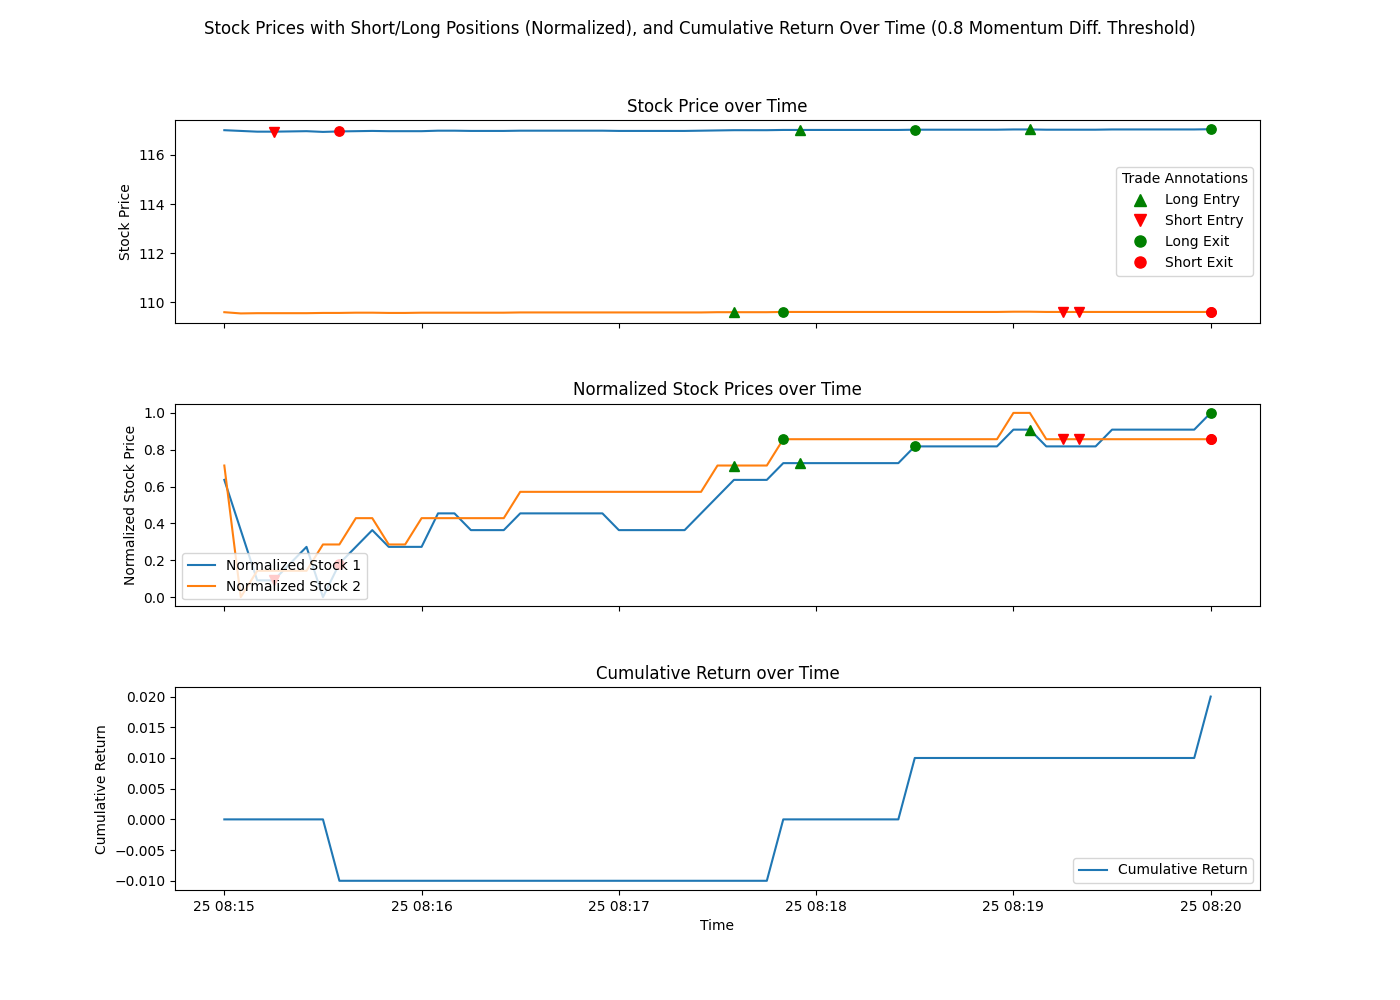 Stock Prices with Short/Long Positions (Normalized), and Cumulative Return Over Time (0.8 Momentum Diff. Threshold)
Stock Price over Time
116
114
112
110
Stock Price
Trade Annotations
Long Entry
Short Entry
Long Exit
Short Exit
Normalized Stock Prices over Time
1.0
0.8
0.6
0.4
0.2
0.0
Normalized Stock Price
Normalized Stock 1
Normalized Stock 2
Cumulative Return over Time
0.020
0.015
0.010
0.005
0.000
−0.005
−0.010
Cumulative Return
Cumulative Return
25 08:15 25 08:16 25 08:17 25 08:18 25 08:19 25 08:20
Time